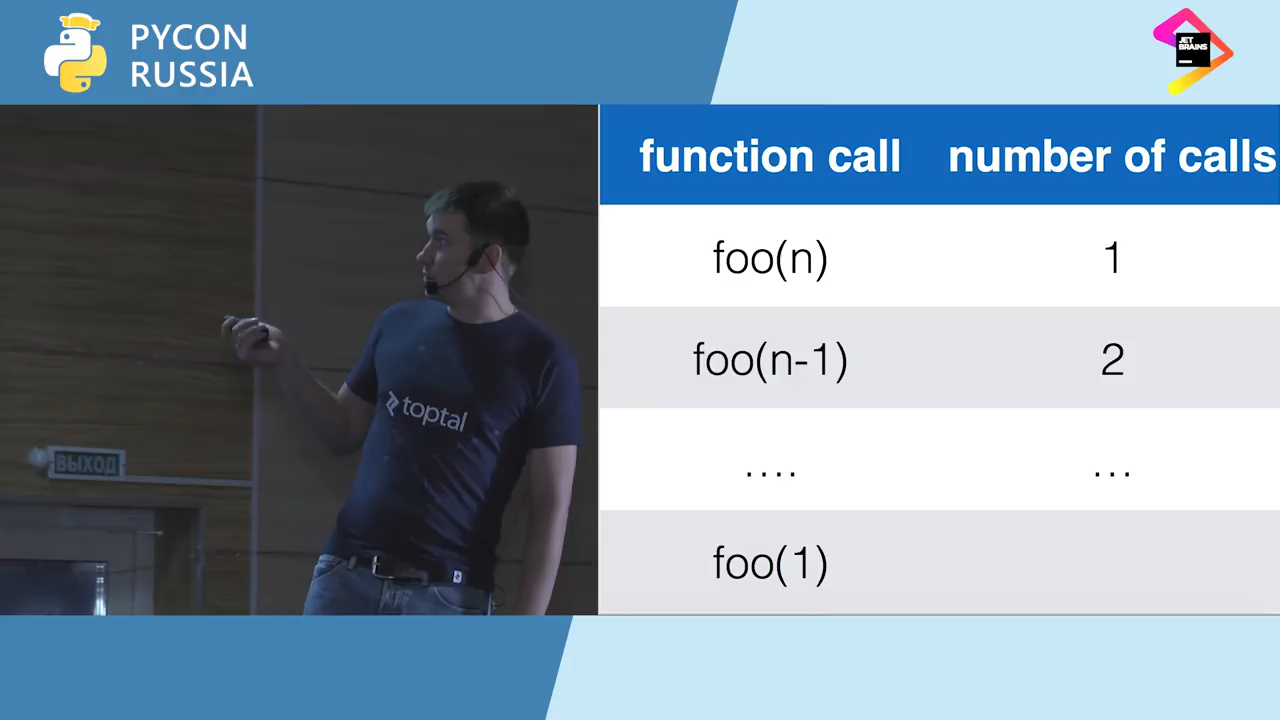 PYCON
RUSSIA
JET
BRAINS
function call number of calls
foo(n) 1
foo(n-1) 2
.... ...
foo(1)
toptal
ВЫХОД